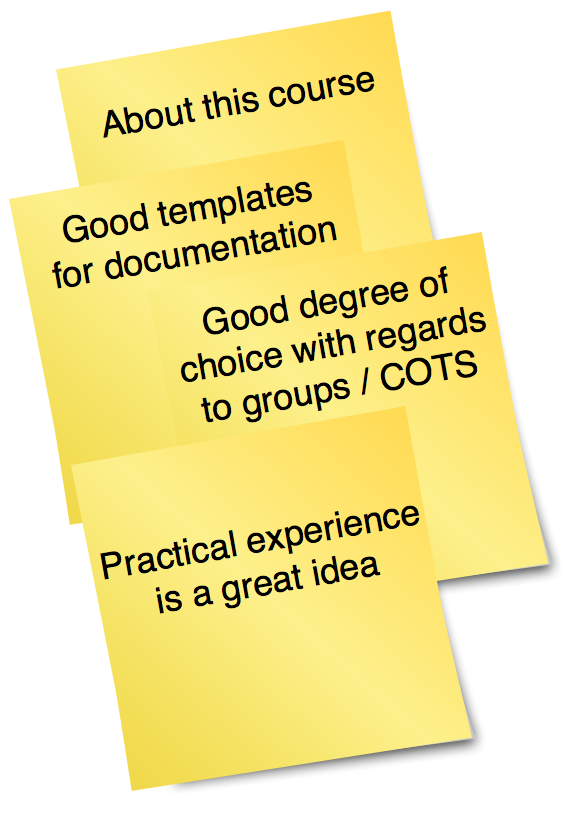 About this course
Good templates
for documentation
Good degree of
choice with regards
to groups / COTS
Practical experience
is a great idea